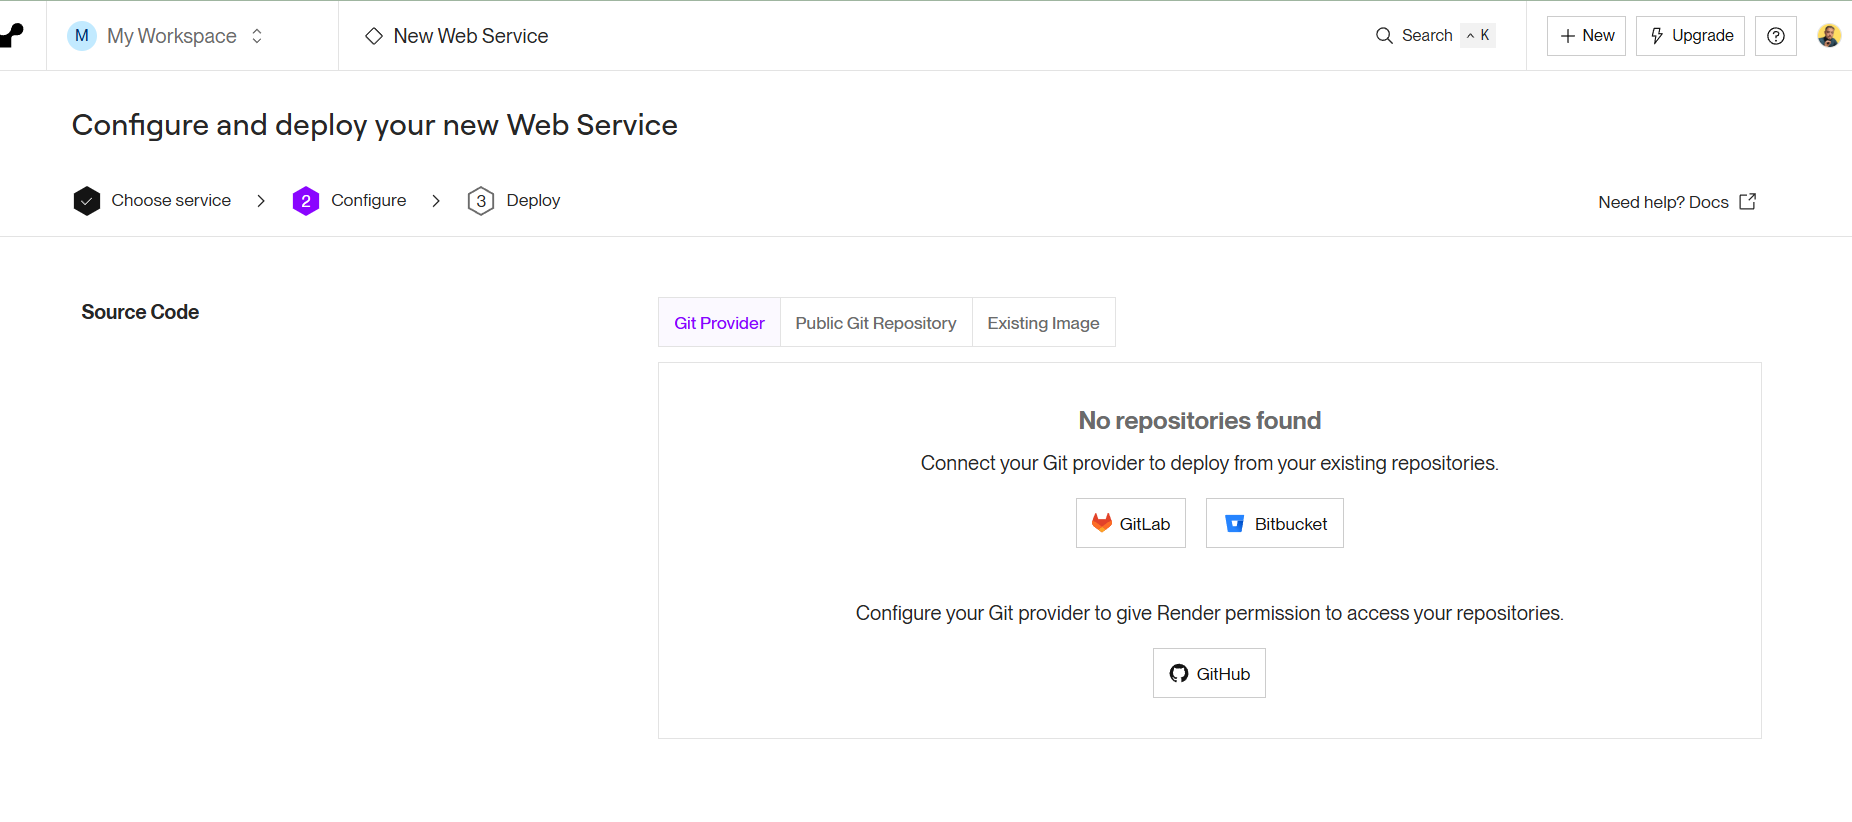 M My Workspace
New Web Service
Search ^ K
+ New
Upgrade
?
Configure and deploy your new Web Service
Choose service > 2 Configure > 3 Deploy
Need help? Docs
Source Code
Git Provider
Public Git Repository
Existing Image
No repositories found
Connect your Git provider to deploy from your existing repositories.
GitLab
Bitbucket
Configure your Git provider to give Render permission to access your repositories.
GitHub